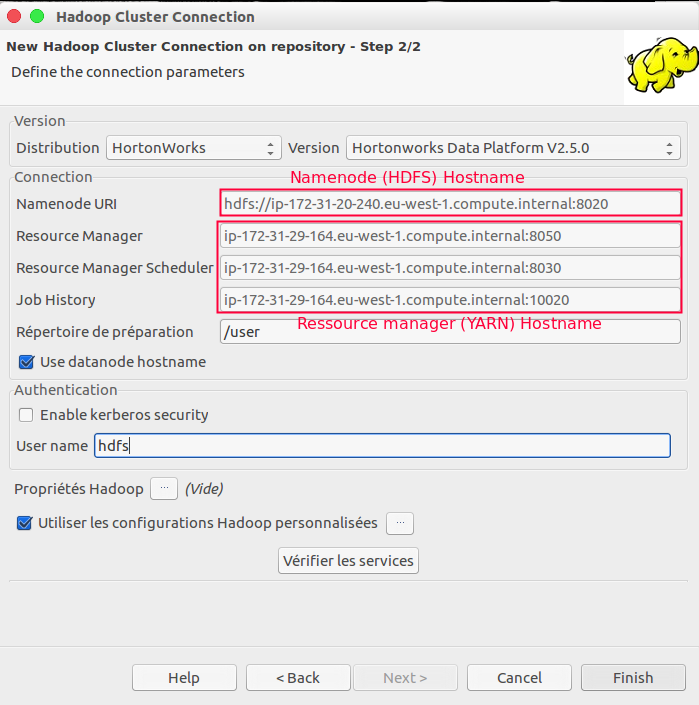 Hadoop Cluster Connection
New Hadoop Cluster Connection on repository - Step 2/2
Define the connection parameters
Version
Distribution HortonWorks Version Hortonworks Data Platform V2.5.0
Connection Namenode (HDFS) Hostname
Namenode URI hdfs://ip-172-31-20-240.eu-west-1.compute.internal:8020
Resource Manager ip-172-31-29-164.eu-west-1.compute.internal:8050
Resource Manager Scheduler ip-172-31-29-164.eu-west-1.compute.internal:8030
Job History ip-172-31-29-164.eu-west-1.compute.internal:10020
Ressource manager (YARN) Hostname
Répertoire de préparation /user
Use datanode hostname
Authentication
Enable kerberos security
User name hdfs
Propriétés Hadoop ... (Vide)
Utiliser les configurations Hadoop personnalisées ...
Vérifier les services
Help < Back Next > Cancel Finish